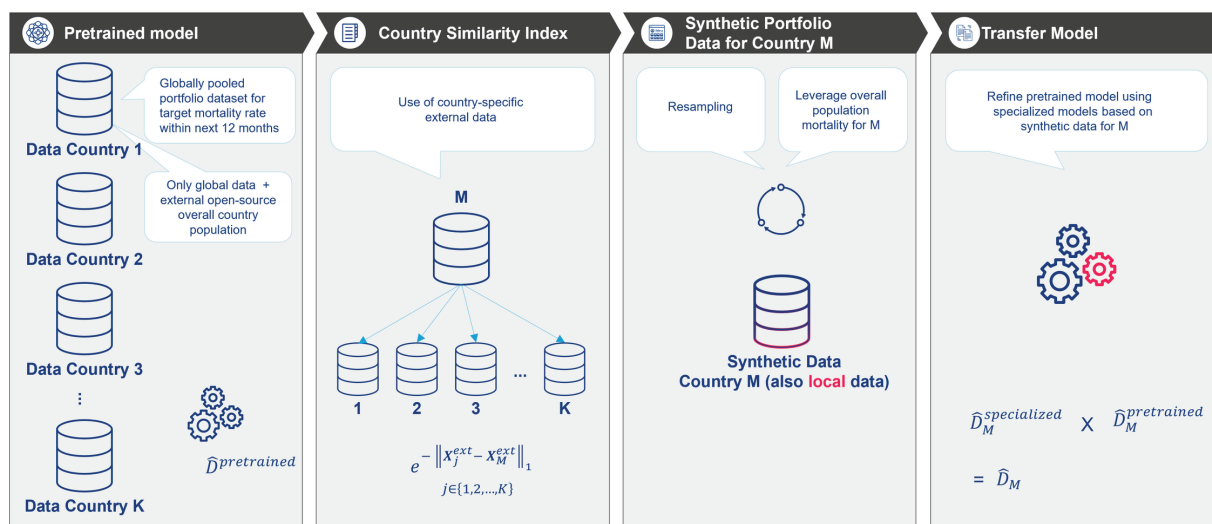 Pretrained model
Globally pooled
portfolio dataset for
target mortality rate
within next 12 months
Data Country 1
Only global data +
external open-source
overall country
population
Data Country 2
Data Country 3
⋮
Data Country K
D̂^pretrained
Country Similarity Index
Use of country-specific
external data
M
1 2 3 ... K
e^-‖X_j^ext - X_M^ext‖_1
j∈{1,2,...,K}
Synthetic Portfolio
Data for Country M
Resampling
Leverage overall
population
mortality for M
Synthetic Data
Country M (also local data)
Transfer Model
Refine pretrained model using
specialized models based on
synthetic data for M
D̂_M^specialized X D̂_M^pretrained
= D̂_M